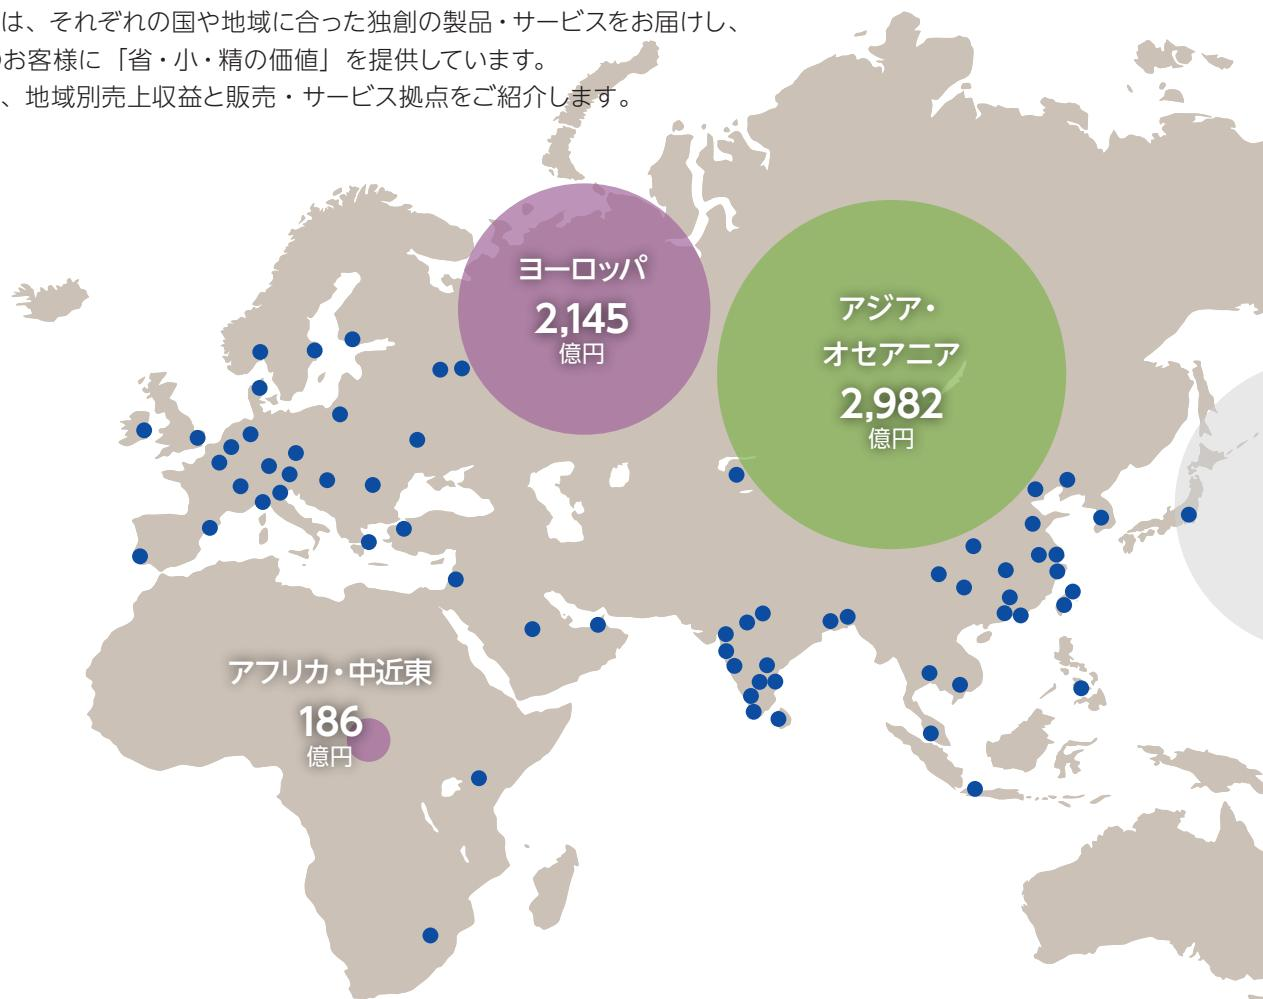 は、それぞれの国や地域に合った独創の製品・サービスをお届けし、
お客様に「省・小・精の価値」を提供しています。
、地域別売上収益と販売・サービス拠点をご紹介します。
ヨーロッパ
2,145
億円
アジア・
オセアニア
2,982
億円
アフリカ・中近東
186
億円